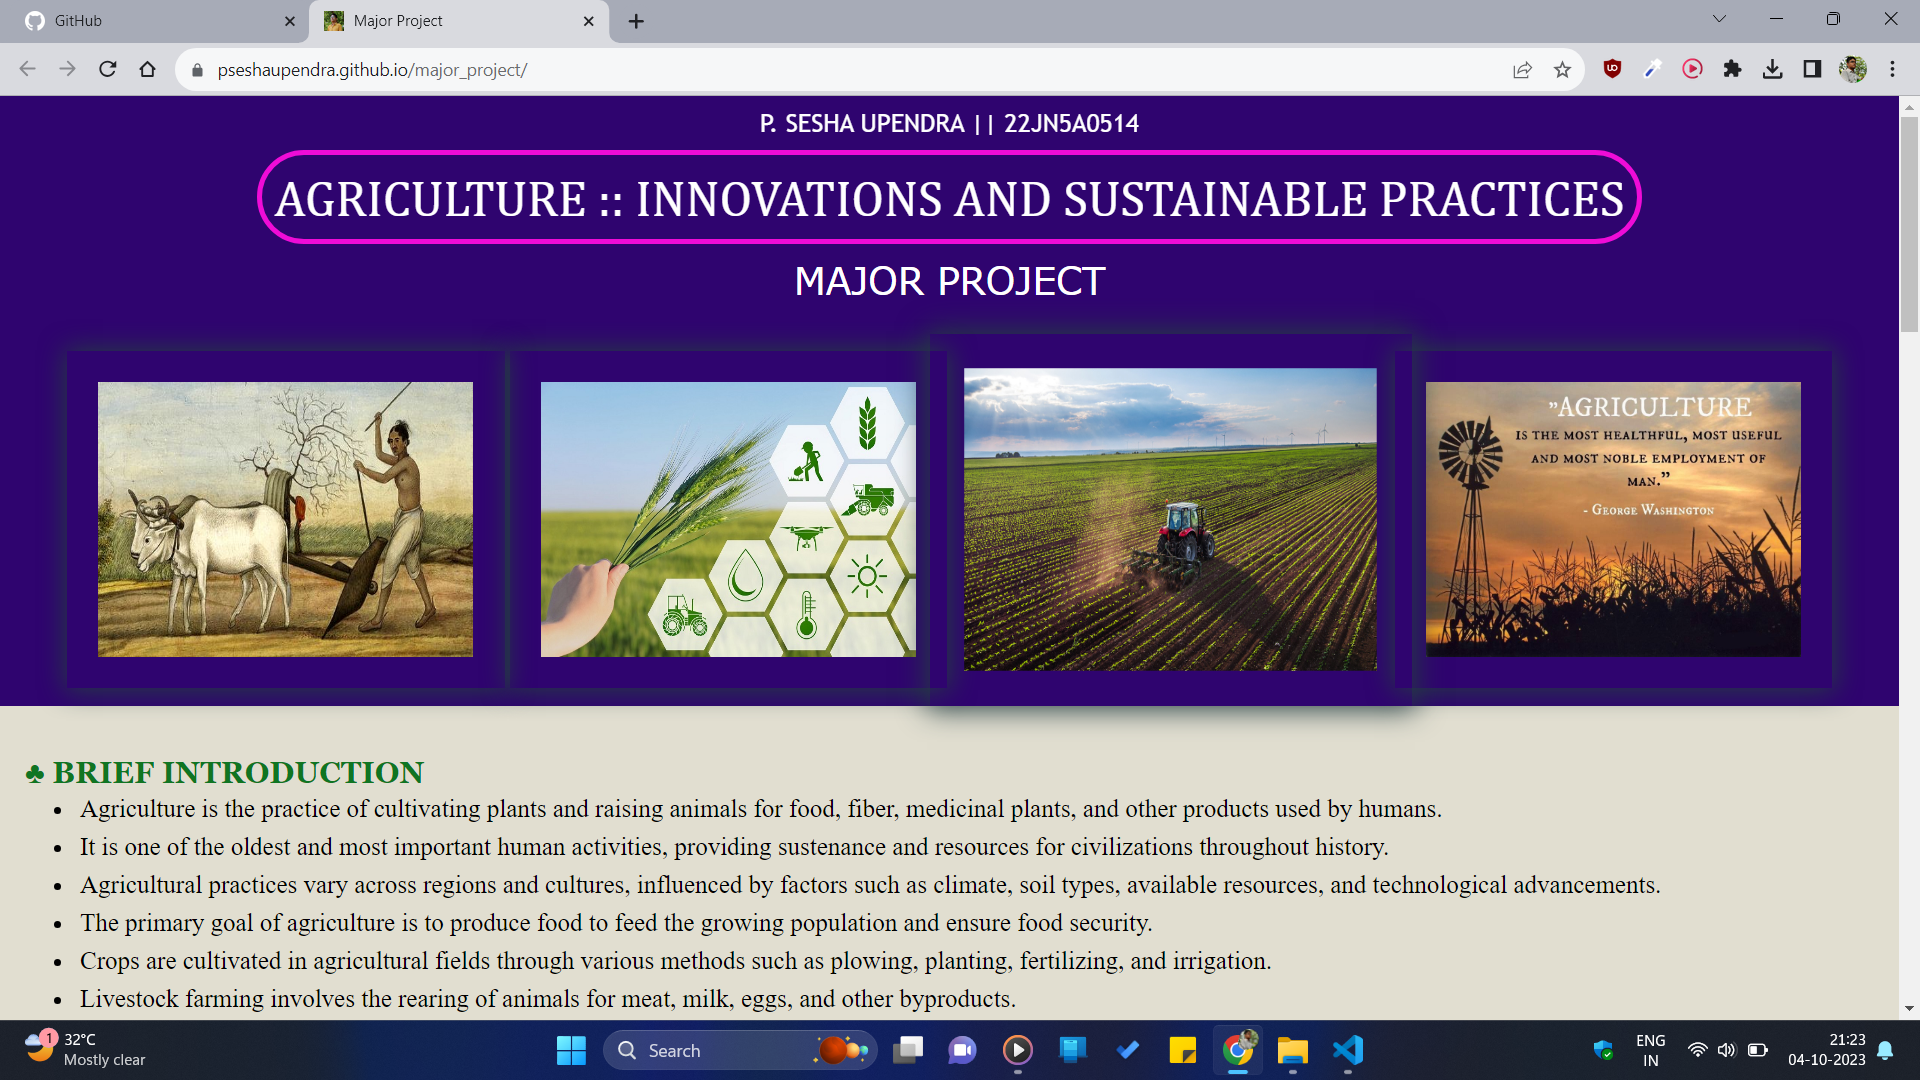 GitHub
Major Project
pseshaupendra.github.io/major_project/
P. SESHA UPENDRA || 22JN5A0514
AGRICULTURE :: INNOVATIONS AND SUSTAINABLE PRACTICES
MAJOR PROJECT
"AGRICULTURE
IS THE MOST HEALTHFUL, MOST USEFUL
AND MOST NOBLE EMPLOYMENT OF
MAN."
- GEORGE WASHINGTON
♣ BRIEF INTRODUCTION
• Agriculture is the practice of cultivating plants and raising animals for food, fiber, medicinal plants, and other products used by humans.
• It is one of the oldest and most important human activities, providing sustenance and resources for civilizations throughout history.
• Agricultural practices vary across regions and cultures, influenced by factors such as climate, soil types, available resources, and technological advancements.
• The primary goal of agriculture is to produce food to feed the growing population and ensure food security.
• Crops are cultivated in agricultural fields through various methods such as plowing, planting, fertilizing, and irrigation.
• Livestock farming involves the rearing of animals for meat, milk, eggs, and other byproducts.
1
32°C
Mostly clear
Search
ENG
IN
21:23
04-10-2023